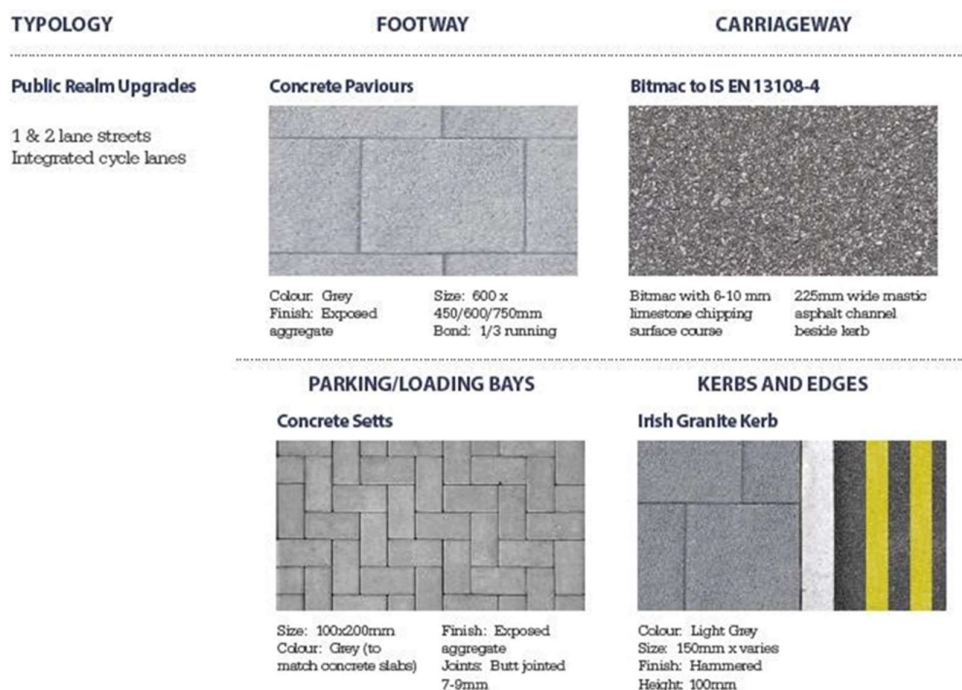 TYPOLOGY
FOOTWAY
CARRIAGEWAY
Public Realm Upgrades
1 & 2 lane streets
Integrated cycle lanes
Concrete Paviours
Colour: Grey
Finish: Exposed
aggregate
Size: 600 x
450/600/750mm
Bond: 1/3 running
Bitmac to IS EN 13108-4
Bitmac with 6-10 mm
limestone chipping
surface course
225mm wide mastic
asphalt channel
beside kerb
PARKING/LOADING BAYS
KERBS AND EDGES
Concrete Setts
Size: 100x200mm
Colour: Grey (to
match concrete slabs)
Finish: Exposed
aggregate
Joints: Butt jointed
7-9mm
Irish Granite Kerb
Colour: Light Grey
Size: 150mm x varies
Finish: Hammered
Height: 100mm